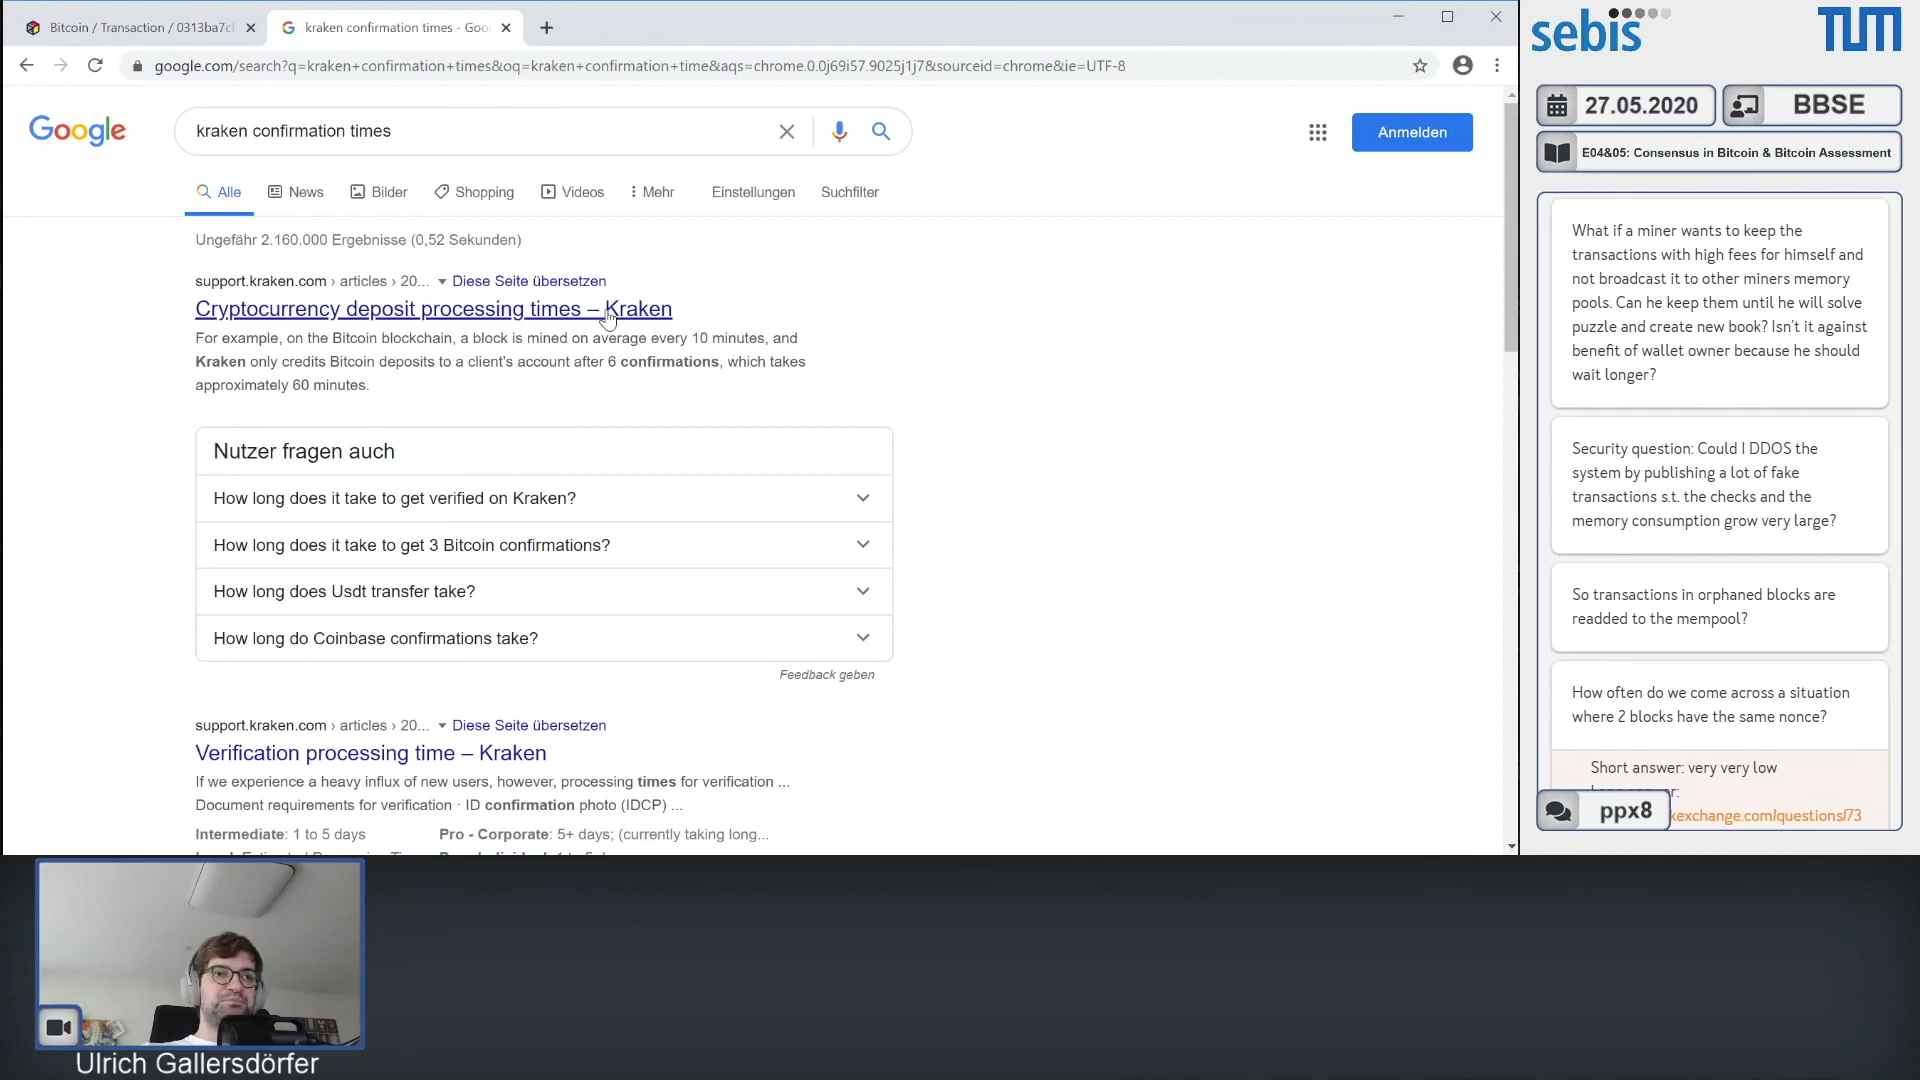 Bitcoin / Transaction / 0313ba7cf
kraken confirmation times - Goo
google.com/search?q=kraken+confirmation+times&oq=kraken+confirmation+time&aqs=chrome.0.0j69i57.9025j1j7&sourceid=chrome&ie=UTF-8
Google
kraken confirmation times
Anmelden
Alle
News
Bilder
Shopping
Videos
Mehr
Einstellungen
Suchfilter
Ungefähr 2.160.000 Ergebnisse (0,52 Sekunden)
support.kraken.com › articles › 20... Diese Seite übersetzen
Cryptocurrency deposit processing times – Kraken
For example, on the Bitcoin blockchain, a block is mined on average every 10 minutes, and
Kraken only credits Bitcoin deposits to a client's account after 6 confirmations, which takes
approximately 60 minutes.
Nutzer fragen auch
How long does it take to get verified on Kraken?
How long does it take to get 3 Bitcoin confirmations?
How long does Usdt transfer take?
How long do Coinbase confirmations take?
Feedback geben
support.kraken.com › articles › 20... Diese Seite übersetzen
Verification processing time – Kraken
If we experience a heavy influx of new users, however, processing times for verification ...
Document requirements for verification · ID confirmation photo (IDCP) ...
Intermediate: 1 to 5 days
Pro - Corporate: 5+ days; (currently taking long...
sebis
TUM
27.05.2020
BBSE
E04&05: Consensus in Bitcoin & Bitcoin Assessment
What if a miner wants to keep the
transactions with high fees for himself and
not broadcast it to other miners memory
pools. Can he keep them until he will solve
puzzle and create new book? Isn't it against
benefit of wallet owner because he should
wait longer?
Security question: Could I DDOS the
system by publishing a lot of fake
transactions s.t. the checks and the
memory consumption grow very large?
So transactions in orphaned blocks are
readded to the mempool?
How often do we come across a situation
where 2 blocks have the same nonce?
Short answer: very very low
ppx8
kexchange.com/questions/73
Ulrich Gallersdörfer